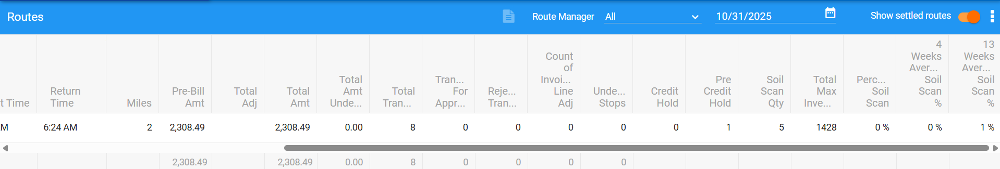 Routes Route Manager All 10/31/2025 Show settled routes
t Time
Return
Time
Miles
Pre-Bill
Amt
Total
Adj
Total
Amt
Total
Amt
Unde...
Total
Tran...
Tran...
For
Appr...
Reje...
Tran...
Count
of
Invoi...
Line
Adj
Unde...
Stops
Credit
Hold
Pre
Credit
Hold
Soil
Scan
Qty
Total
Max
Inve...
Perc...
Soil
Scan
4
Weeks
Aver...
Soil
Scan
%
13
Weeks
Aver...
Soil
Scan
%
AM 6:24 AM 2 2,308.49 2,308.49 0.00 8 0 0 0 0 0 1 5 1428 0 % 0 % 1 %
2,308.49 2,308.49 0.00 8 0 0 0 0